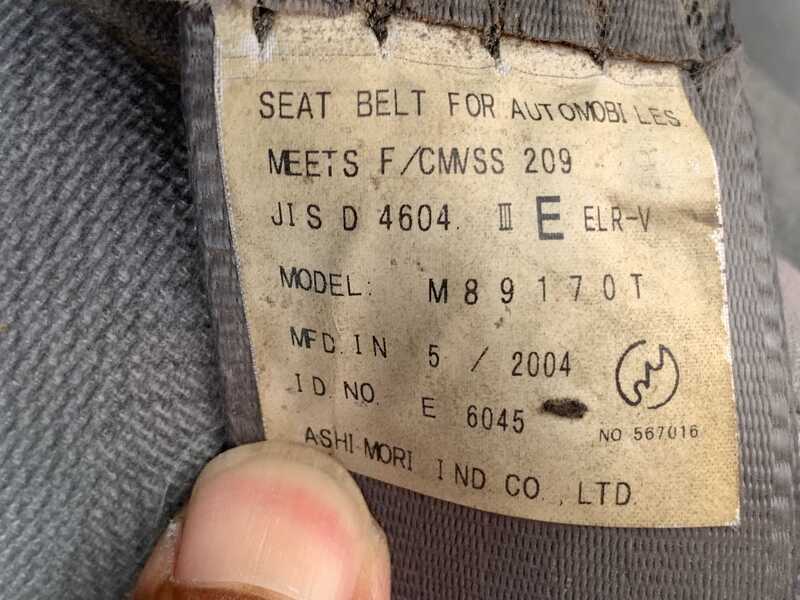 SEAT BELT FOR AUTOMOBILES
MEETS F/CMVSS 209
JIS D 4604. III E ELR-V
MODEL: M89170T
MFD. IN 5 / 2004
I D. NO. E 6045
NO 567016
ASHIMORI IND. CO., LTD.